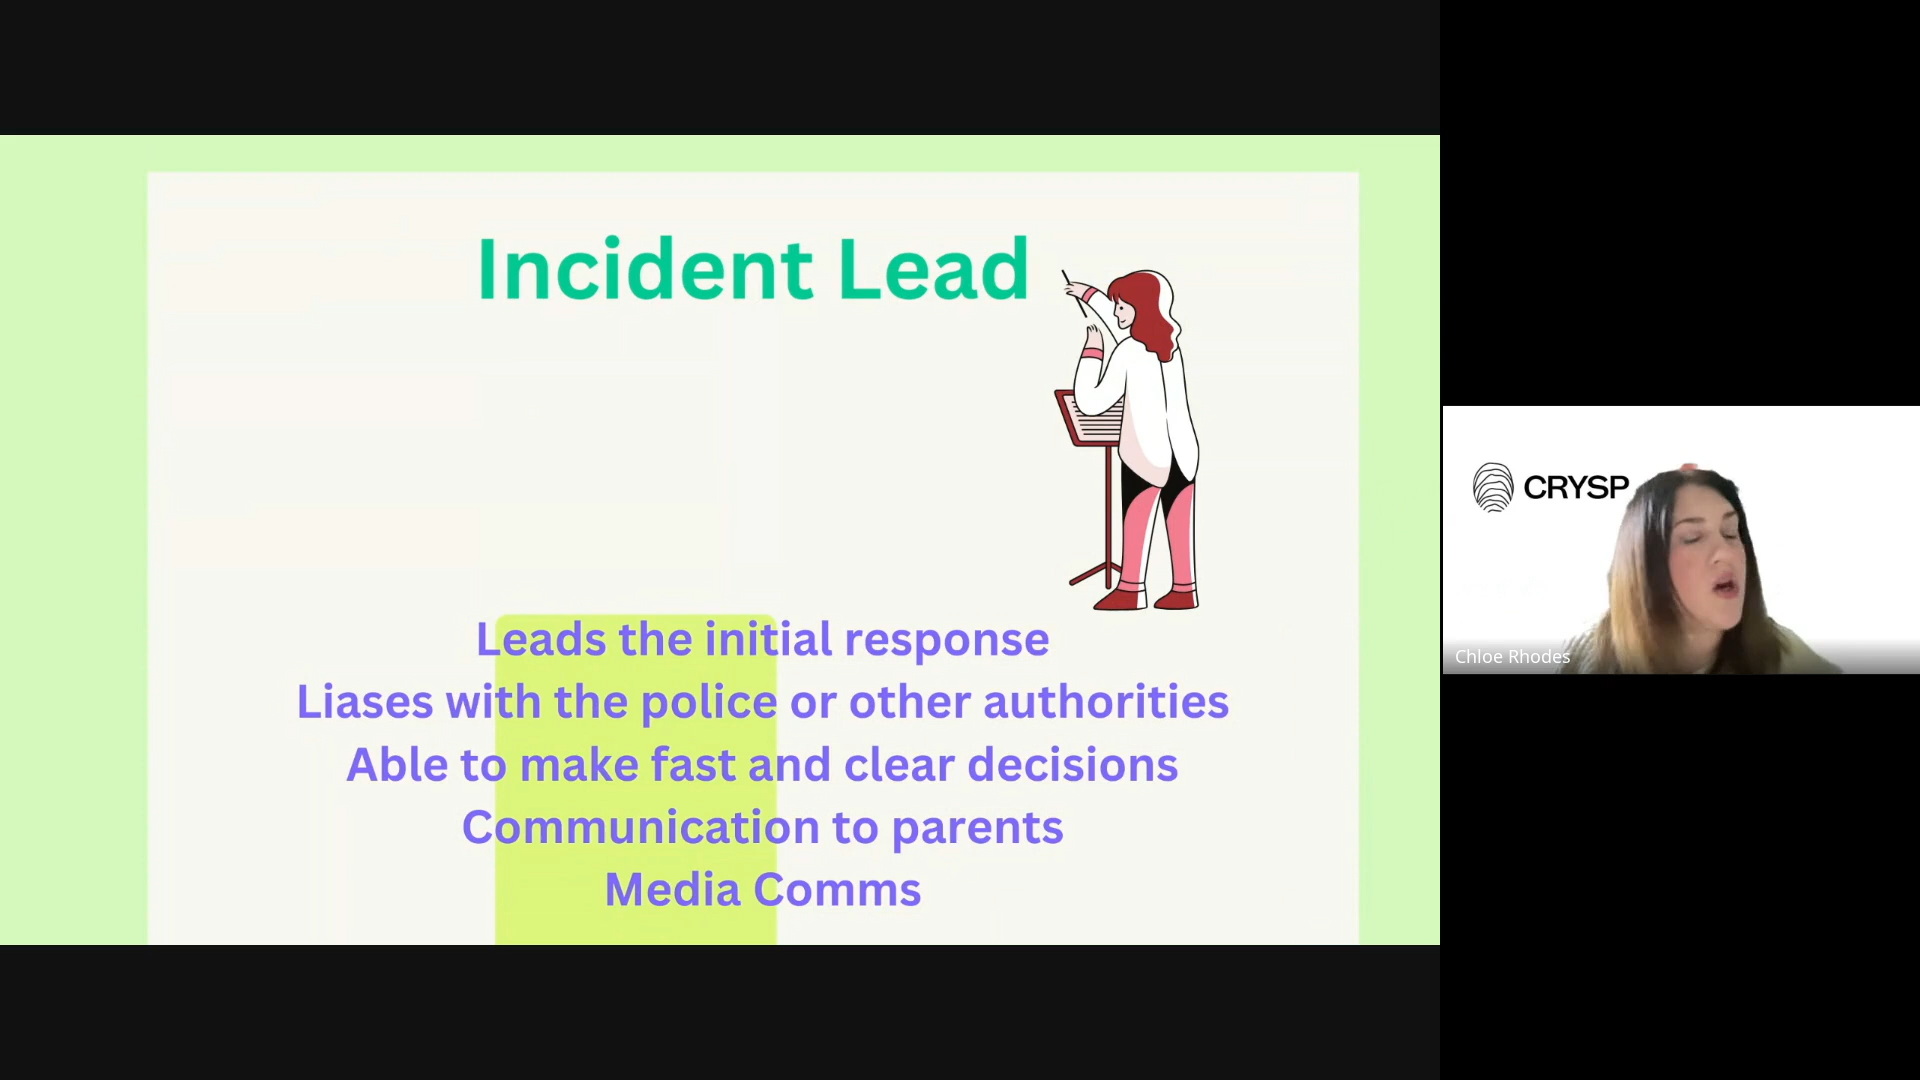 Incident Lead
Leads the initial response
Liases with the police or other authorities
Able to make fast and clear decisions
Communication to parents
Media Comms
CRYSP
Chloe Rhodes